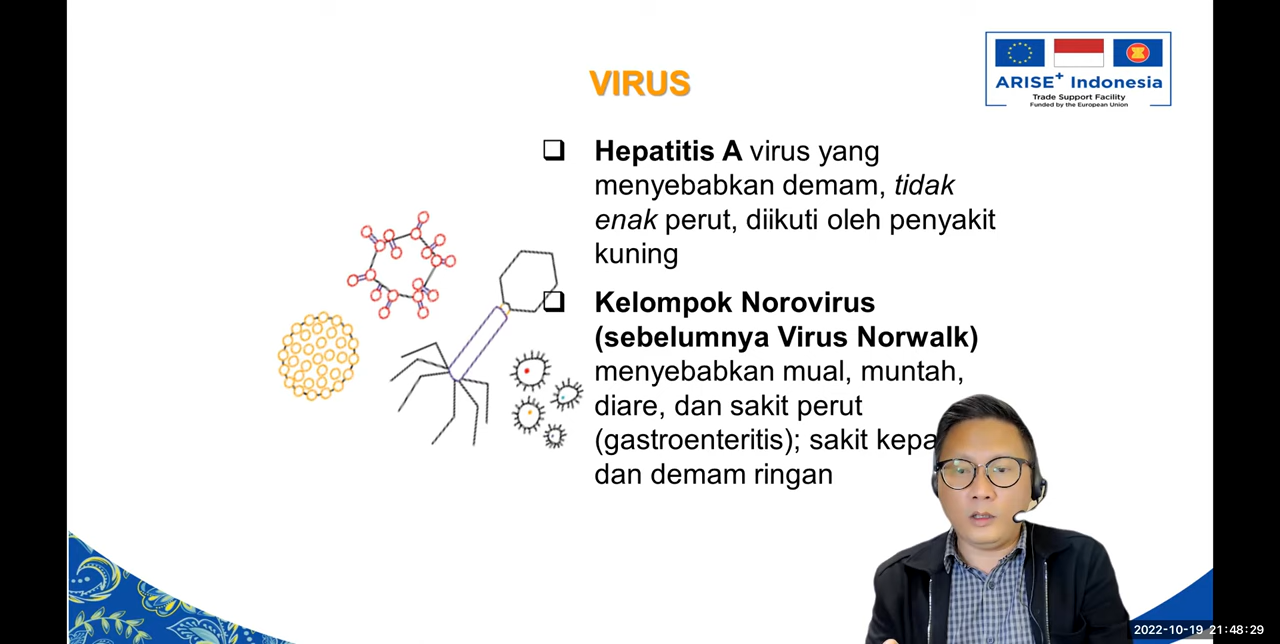 VIRUS
ARISE+ Indonesia
Trade Support Facility
Funded by the European Union
Hepatitis A virus yang
menyebabkan demam, tidak
enak perut, diikuti oleh penyakit
kuning
Kelompok Norovirus
(sebelumnya Virus Norwalk)
menyebabkan mual, muntah,
diare, dan sakit perut
(gastroenteritis); sakit
dan demam ringan
2022-10-19 21:48:29